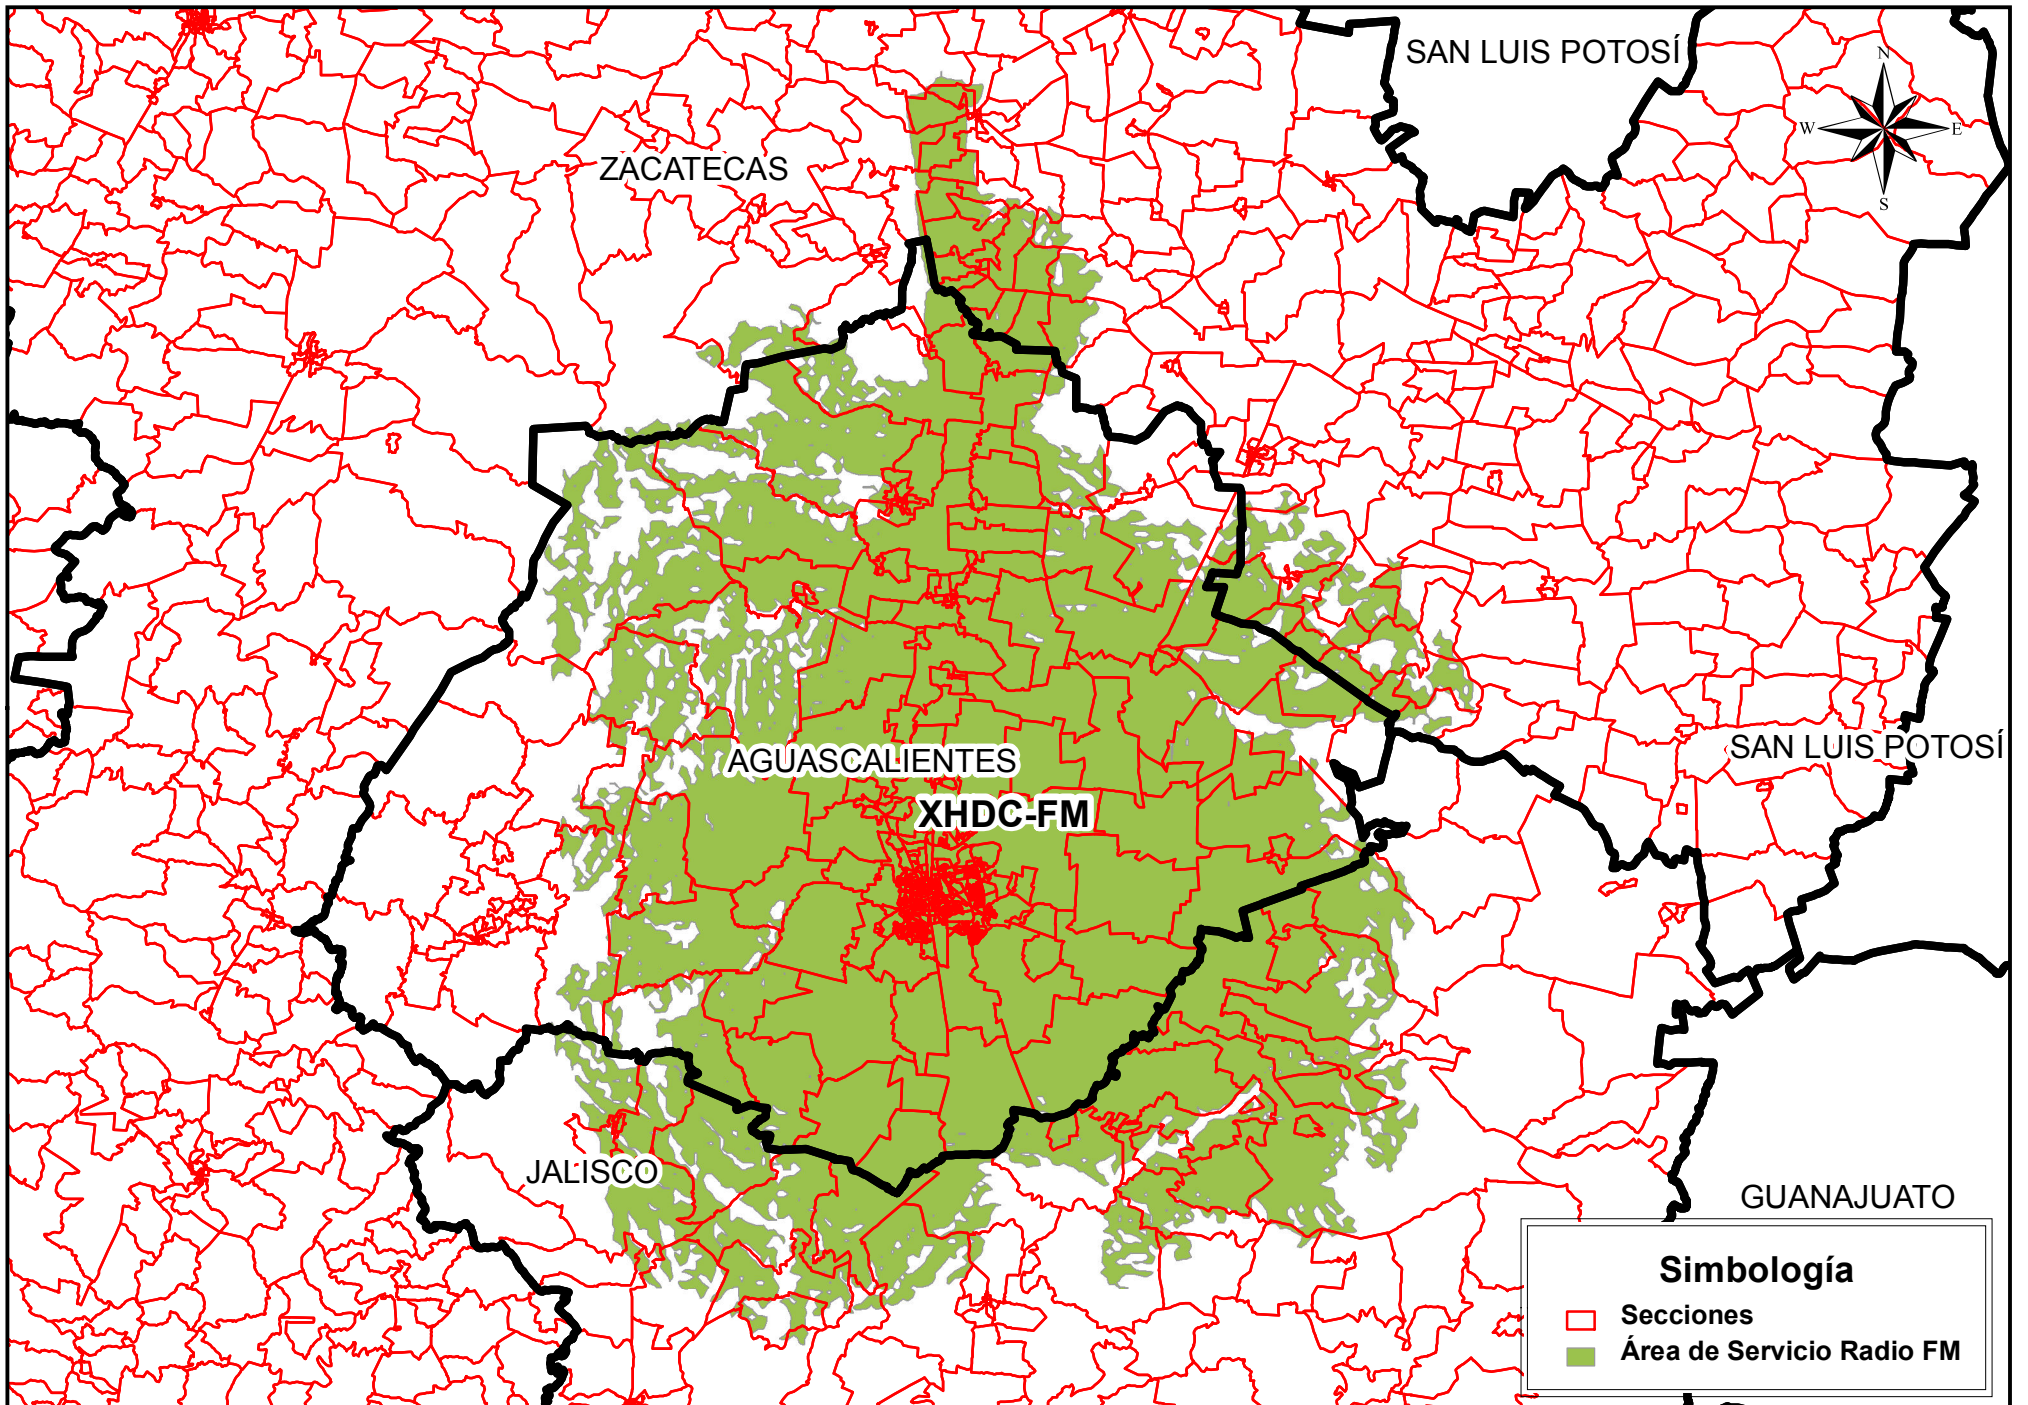 SAN LUIS POTOSÍ
N
W
E
S
ZACATECAS
SAN LUIS POTOSÍ
AGUASCALIENTES
XHDC-FM
JALISCO
GUANAJUATO
Simbología
Secciones
Área de Servicio Radio FM